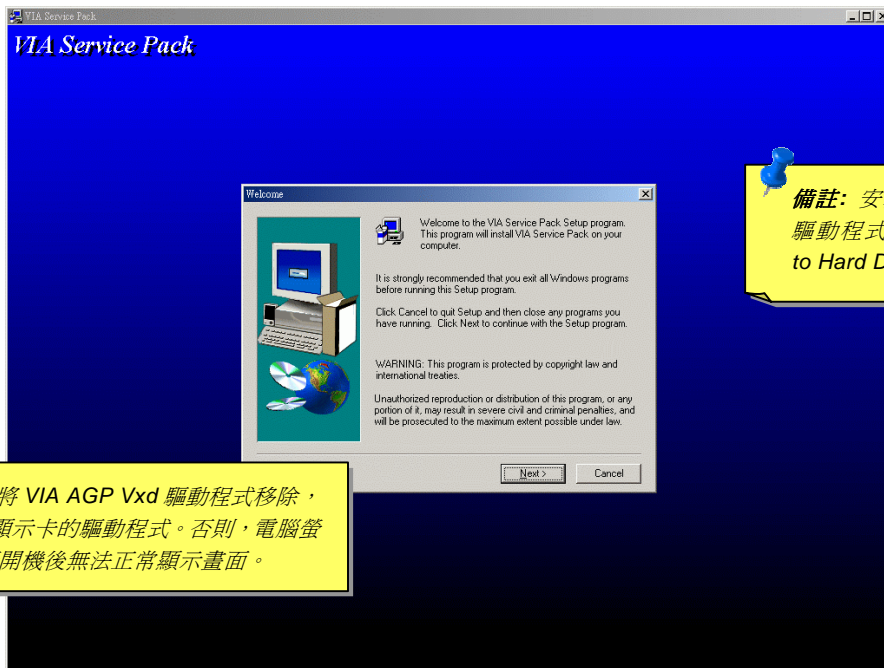 VIA Service Pack
VIA Service Pack
Welcome
Welcome to the VIA Service Pack Setup program.
This program will install VIA Service Pack on your
computer.
It is strongly recommended that you exit all Windows programs
before running this Setup program.
Click Cancel to quit Setup and then close any programs you
have running. Click Next to continue with the Setup program.
WARNING: This program is protected by copyright law and
international treaties.
Unauthorized reproduction or distribution of this program, or any
portion of it, may result in severe civil and criminal penalties, and
will be prosecuted to the maximum extent possible under law.
Next >
Cancel
備註: 安
驅動程式
to Hard D
將 VIA AGP Vxd 驅動程式移除，
顯示卡的驅動程式。否則，電腦螢
開機後無法正常顯示畫面。